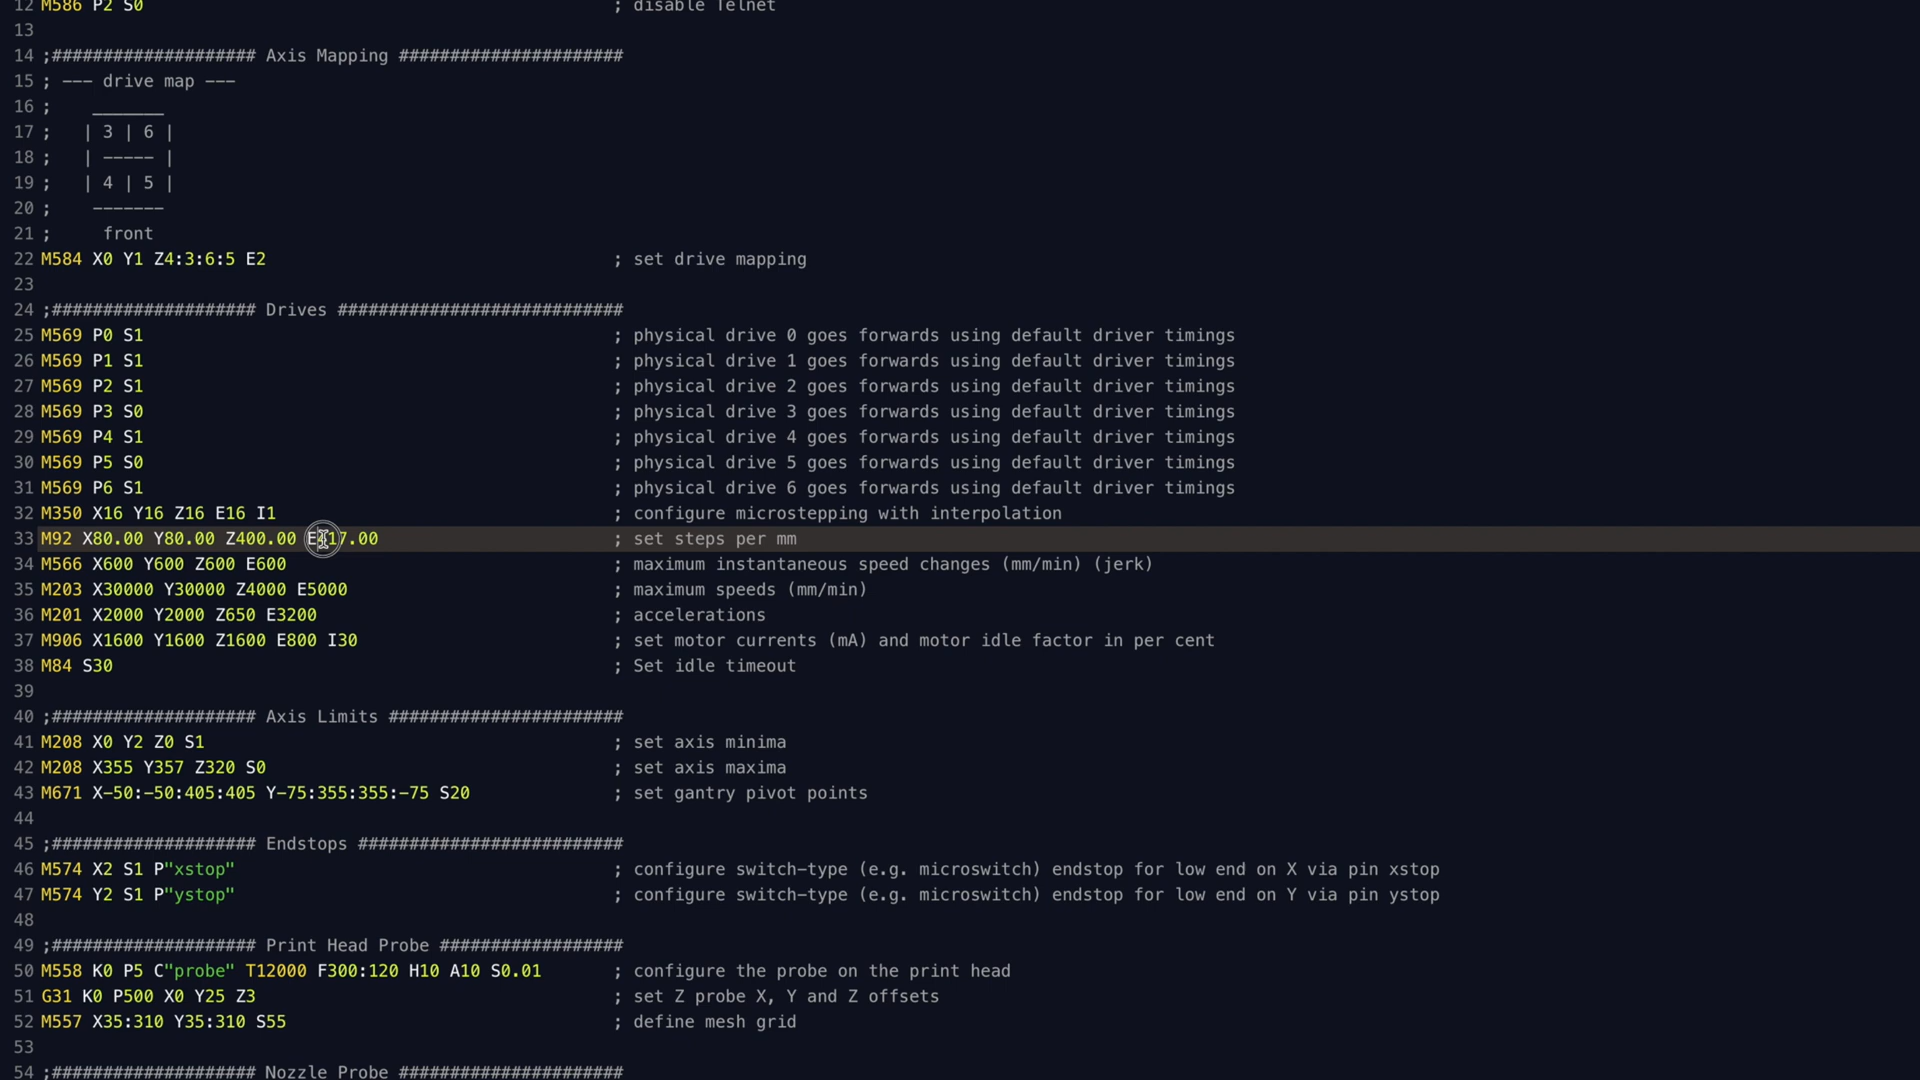 12 M586 P2 S0 ; disable Telnet
13
14 ;#################### Axis Mapping ######################
15 ; --- drive map ---
16 ;    _______
17 ;   | 3 | 6 |
18 ;   | ----- |
19 ;   | 4 | 5 |
20 ;    -------
21 ;     front
22 M584 X0 Y1 Z4:3:6:5 E2 ; set drive mapping
23
24 ;#################### Drives ############################
25 M569 P0 S1 ; physical drive 0 goes forwards using default driver timings
26 M569 P1 S1 ; physical drive 1 goes forwards using default driver timings
27 M569 P2 S1 ; physical drive 2 goes forwards using default driver timings
28 M569 P3 S0 ; physical drive 3 goes forwards using default driver timings
29 M569 P4 S1 ; physical drive 4 goes forwards using default driver timings
30 M569 P5 S0 ; physical drive 5 goes forwards using default driver timings
31 M569 P6 S1 ; physical drive 6 goes forwards using default driver timings
32 M350 X16 Y16 Z16 E16 I1 ; configure microstepping with interpolation
33 M92 X80.00 Y80.00 Z400.00 ; set steps per mm
34 M566 X600 Y600 Z600 E600 ; maximum instantaneous speed changes (mm/min) (jerk)
35 M203 X30000 Y30000 Z4000 E5000 ; maximum speeds (mm/min)
36 M201 X2000 Y2000 Z650 E3200 ; accelerations
37 M906 X1600 Y1600 Z1600 E800 I30 ; set motor currents (mA) and motor idle factor in per cent
38 M84 S30 ; Set idle timeout
39
40 ;#################### Axis Limits #######################
41 M208 X0 Y2 Z0 S1 ; set axis minima
42 M208 X355 Y357 Z320 S0 ; set axis maxima
43 M671 X-50:-50:405:405 Y-75:355:355:-75 S20 ; set gantry pivot points
44
45 ;#################### Endstops ##########################
46 M574 X2 S1 P"xstop" ; configure switch-type (e.g. microswitch) endstop for low end on X via pin xstop
47 M574 Y2 S1 P"ystop" ; configure switch-type (e.g. microswitch) endstop for low end on Y via pin ystop
48
49 ;#################### Print Head Probe ##################
50 M558 K0 P5 C"probe" T12000 F300:120 H10 A10 S0.01 ; configure the probe on the print head
51 G31 K0 P500 X0 Y25 Z3 ; set Z probe X, Y and Z offsets
52 M557 X35:310 Y35:310 S55 ; define mesh grid
53
54 ;#################### Nozzle Probe ######################